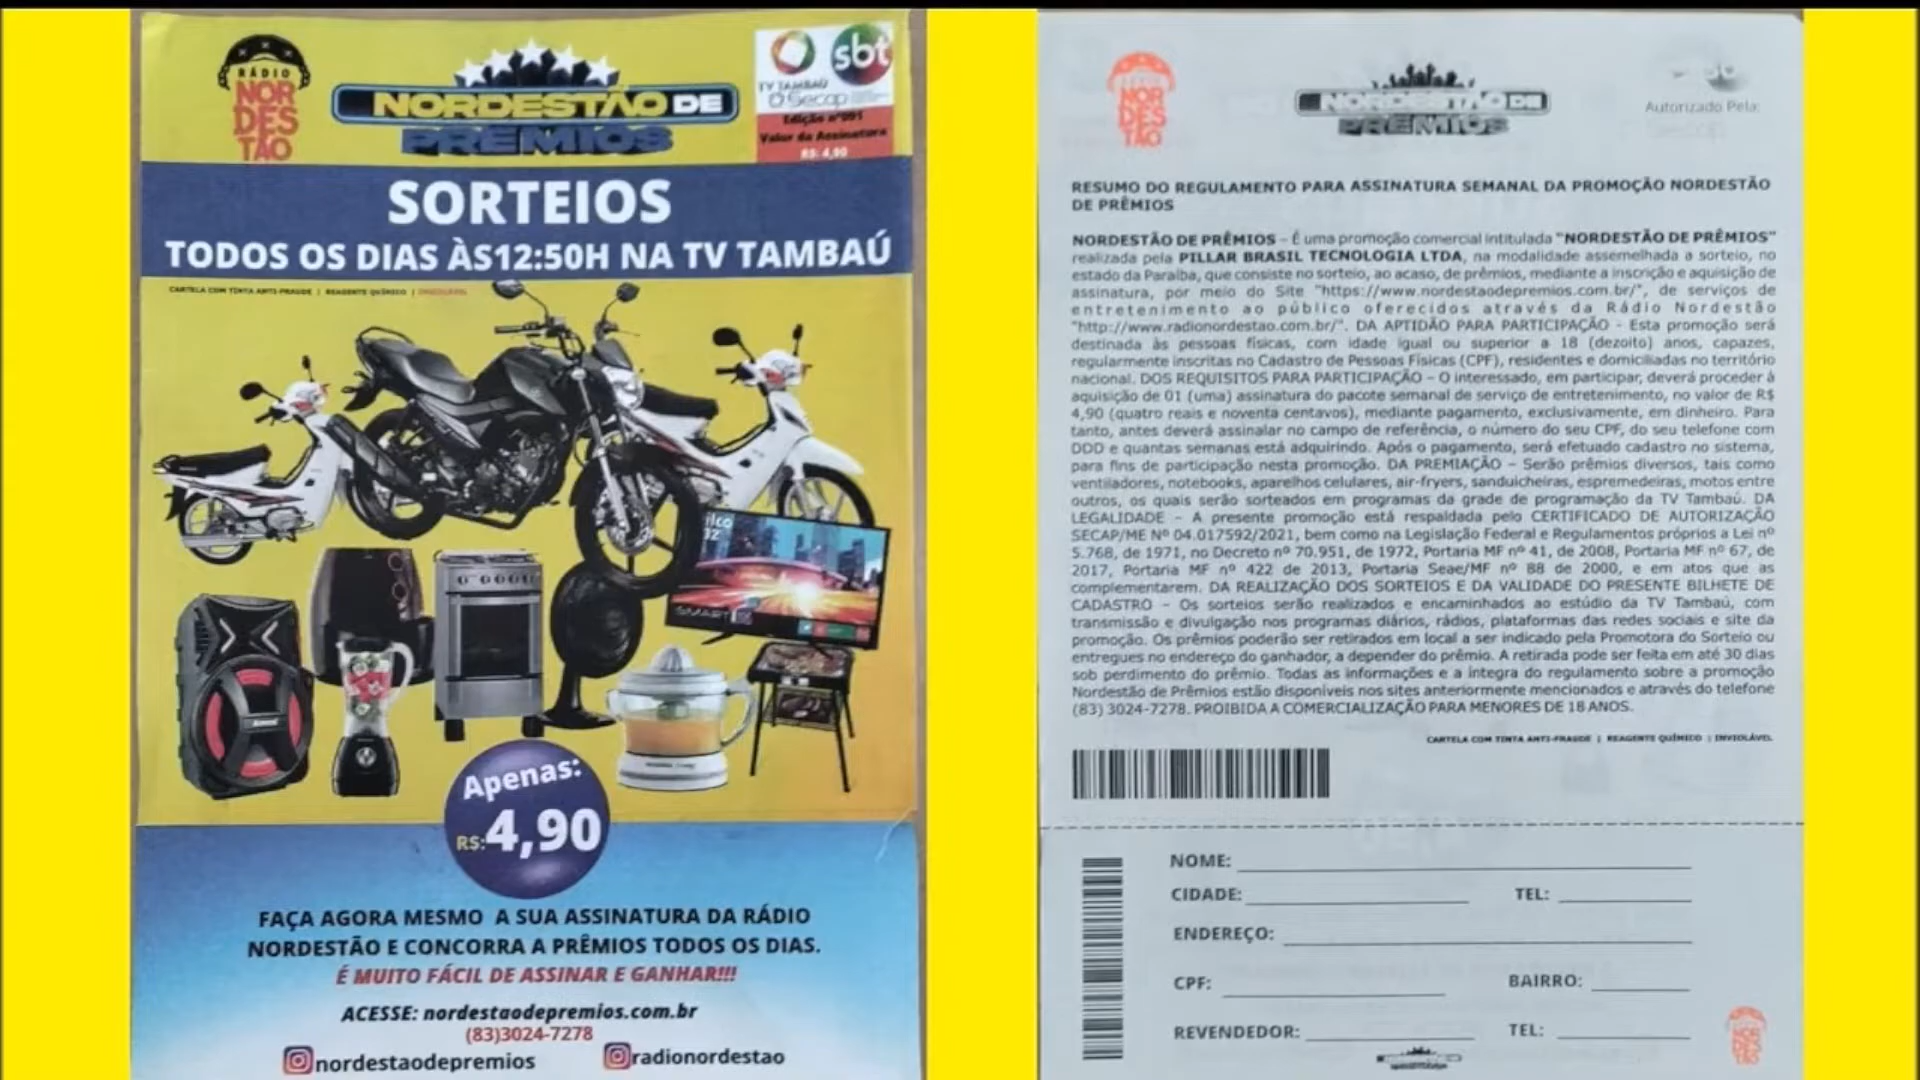 RÁDIO
NOR
DES
TÃO
NORDESTÃO DE
PRÊMIOS
TV TAMBAÚ
sbt
Secap
Edição nº001
Valor da Assinatura
R$: 4,90
SORTEIOS
TODOS OS DIAS ÀS12:50H NA TV TAMBAÚ
CARTELA COM TINTA ANTI-FRAUDE | REAGENTE QUÍMICO | INVIOLÁVEL
SMART
Apenas:
R$:4,90
FAÇA AGORA MESMO A SUA ASSINATURA DA RÁDIO
NORDESTÃO E CONCORRA A PRÊMIOS TODOS OS DIAS.
É MUITO FÁCIL DE ASSINAR E GANHAR!!!
ACESSE: nordestaodepremios.com.br
(83)3024-7278
nordestaodepremios
radionordestao
NOR
DES
TÃO
NORDESTÃO DE
PRÊMIOS
Autorizado Pela:
Secap
RESUMO DO REGULAMENTO PARA ASSINATURA SEMANAL DA PROMOÇÃO NORDESTÃO
DE PRÊMIOS
NORDESTÃO DE PRÊMIOS – É uma promoção comercial intitulada "NORDESTÃO DE PRÊMIOS"
realizada pela PILLAR BRASIL TECNOLOGIA LTDA, na modalidade assemelhada a sorteio, no
estado da Paraíba, que consiste no sorteio, ao acaso, de prêmios, mediante a inscrição e aquisição de
assinatura, por meio do Site "https://www.nordestaodepremios.com.br/", de serviços de
entretenimento ao público oferecidos através da Rádio Nordestão
"http://www.radionordestao.com.br/". DA APTIDÃO PARA PARTICIPAÇÃO - Esta promoção será
destinada às pessoas físicas, com idade igual ou superior a 18 (dezoito) anos, capazes,
regularmente inscritas no Cadastro de Pessoas Físicas (CPF), residentes e domiciliadas no território
nacional. DOS REQUISITOS PARA PARTICIPAÇÃO – O interessado, em participar, deverá proceder à
aquisição de 01 (uma) assinatura do pacote semanal de serviço de entretenimento, no valor de R$
4,90 (quatro reais e noventa centavos), mediante pagamento, exclusivamente, em dinheiro. Para
tanto, antes deverá assinalar no campo de referência, o número do seu CPF, do seu telefone com
DDD e quantas semanas está adquirindo. Após o pagamento, será efetuado cadastro no sistema,
para fins de participação nesta promoção. DA PREMIAÇÃO – Serão prêmios diversos, tais como
ventiladores, notebooks, aparelhos celulares, air-fryers, sanduicheiras, espremedeiras, motos entre
outros, os quais serão sorteados em programas da grade de programação da TV Tambaú. DA
LEGALIDADE – A presente promoção está respaldada pelo CERTIFICADO DE AUTORIZAÇÃO
SECAP/ME Nº 04.017592/2021, bem como na Legislação Federal e Regulamentos próprios a Lei nº
5.768, de 1971, no Decreto nº 70.951, de 1972, Portaria MF nº 41, de 2008, Portaria MF nº 67, de
2017, Portaria MF nº 422 de 2013, Portaria Seae/MF nº 88 de 2000, e em atos que as
complementarem. DA REALIZAÇÃO DOS SORTEIOS E DA VALIDADE DO PRESENTE BILHETE DE
CADASTRO – Os sorteios serão realizados e encaminhados ao estúdio da TV Tambaú, com
transmissão e divulgação nos programas diários, rádios, plataformas das redes sociais e site da
promoção. Os prêmios poderão ser retirados em local a ser indicado pela Promotora do Sorteio ou
entregues no endereço do ganhador, a depender do prêmio. A retirada pode ser feita em até 30 dias
sob perdimento do prêmio. Todas as informações e a íntegra do regulamento sobre a promoção
Nordestão de Prêmios estão disponíveis nos sites anteriormente mencionados e através do telefone
(83) 3024-7278. PROIBIDA A COMERCIALIZAÇÃO PARA MENORES DE 18 ANOS.
CARTELA COM TINTA ANTI-FRAUDE | REAGENTE QUÍMICO | INVIOLÁVEL
NOME:
CIDADE: TEL:
ENDEREÇO:
CPF: BAIRRO:
REVENDEDOR: TEL:
NOR
DES
TÃO